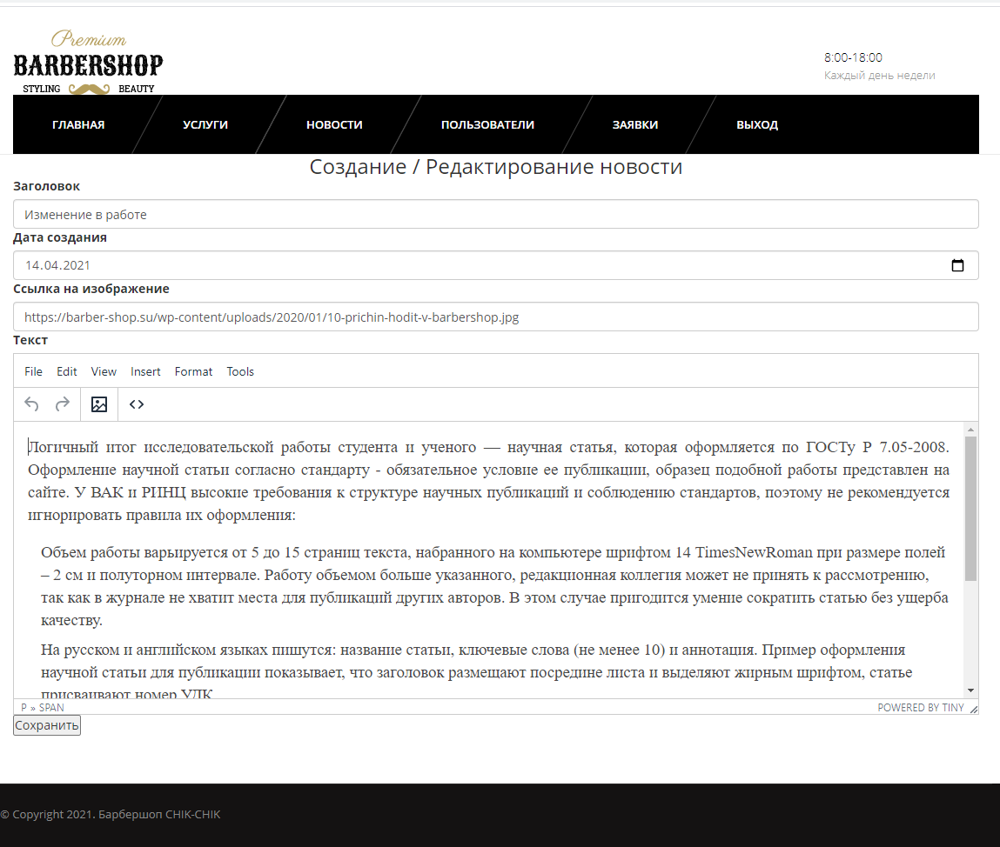 Premium
BARBERSHOP
STYLING BEAUTY
8:00-18:00
Каждый день недели
ГЛАВНАЯ УСЛУГИ НОВОСТИ ПОЛЬЗОВАТЕЛИ ЗАЯВКИ ВЫХОД
Создание / Редактирование новости
Заголовок
Изменение в работе
Дата создания
14.04.2021
Ссылка на изображение
https://barber-shop.su/wp-content/uploads/2020/01/10-prichin-hodit-v-barbershop.jpg
Текст
File Edit View Insert Format Tools
Логичный итог исследовательской работы студента и ученого — научная статья, которая оформляется по ГОСТу Р 7.05-2008.
Оформление научной статьи согласно стандарту - обязательное условие ее публикации, образец подобной работы представлен на
сайте. У ВАК и РИНЦ высокие требования к структуре научных публикаций и соблюдению стандартов, поэтому не рекомендуется
игнорировать правила их оформления:
Объем работы варьируется от 5 до 15 страниц текста, набранного на компьютере шрифтом 14 TimesNewRoman при размере полей
– 2 см и полуторном интервале. Работу объемом больше указанного, редакционная коллегия может не принять к рассмотрению,
так как в журнале не хватит места для публикаций других авторов. В этом случае пригодится умение сократить статью без ущерба
качеству.
На русском и английском языках пишутся: название статьи, ключевые слова (не менее 10) и аннотация. Пример оформления
научной статьи для публикации показывает, что заголовок размещают посредине листа и выделяют жирным шрифтом, статье
присваивают номер УДК
P » SPAN POWERED BY TINY
Сохранить
© Copyright 2021. Барбершоп CHIK-CHIK